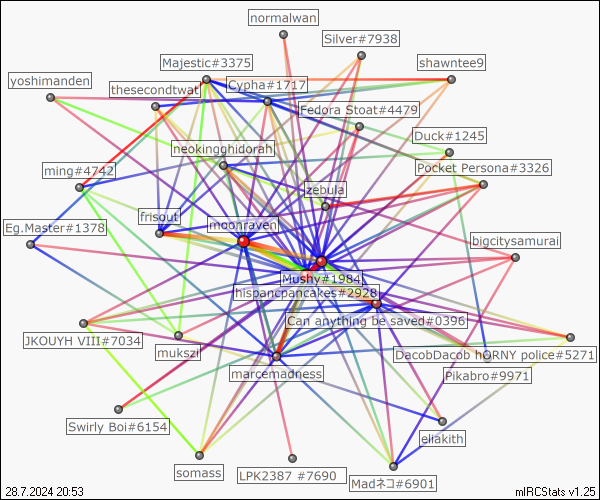 normalwan
Silver#7938
Majestic#3375
shawntee9
yoshimanden
thesecondtwat
Cypha#1717
Fedora Stoat#4479
Duck#1245
neokingghidorah
Pocket Persona#3326
ming#4742
zebula
frisout
moonraven
Eg.Master#1378
bigcitysamurai
Mushy#1984
hispancpancakes#2928
Can anything be saved#0396
JKOUYH VIII#7034
mukszil
DacobDacob hORNY police#5271
marcemadness
Pikabro#9971
Swirly Boi#6154
eliakith
somass
LPK2387 #7690
Madネコ#6901
28.7.2024 20:53
mIRCStats v1.25